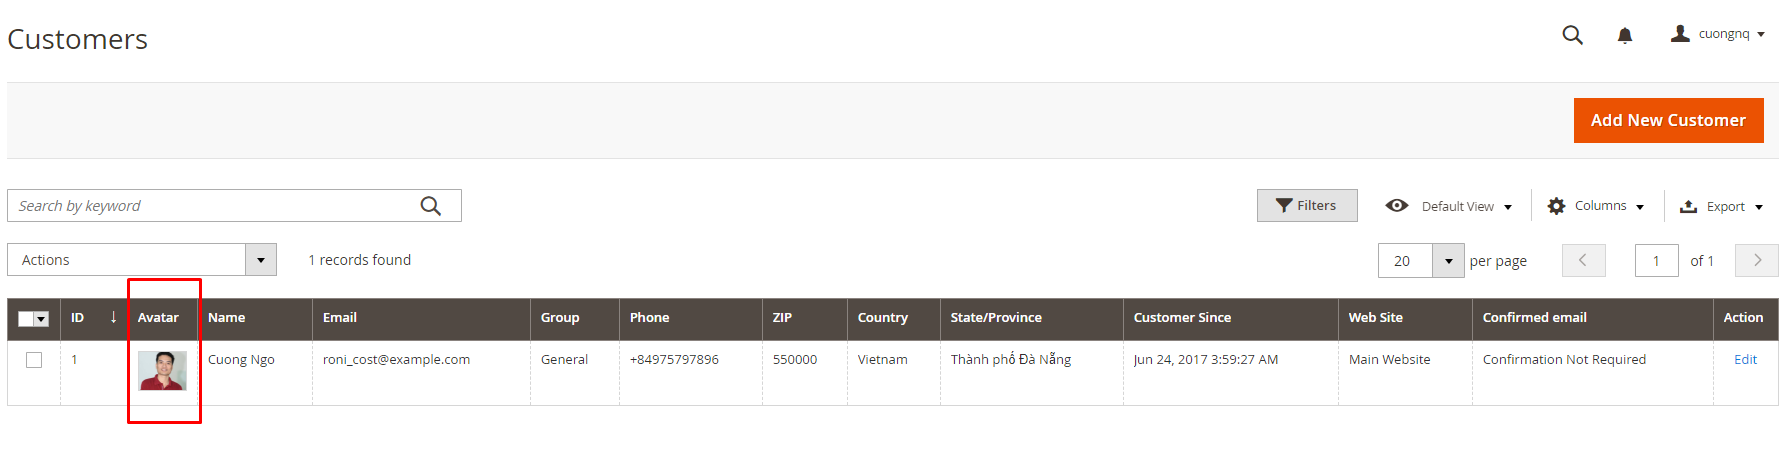 Customers
cuongnq
Add New Customer
Search by keyword
Filters
Default View
Columns
Export
Actions
1 records found
20
per page
1
of 1
ID ↓ Avatar Name Email Group Phone ZIP Country State/Province Customer Since Web Site Confirmed email Action
1 Cuong Ngo roni_cost@example.com General +84975797896 550000 Vietnam Thành phố Đà Nẵng Jun 24, 2017 3:59:27 AM Main Website Confirmation Not Required Edit